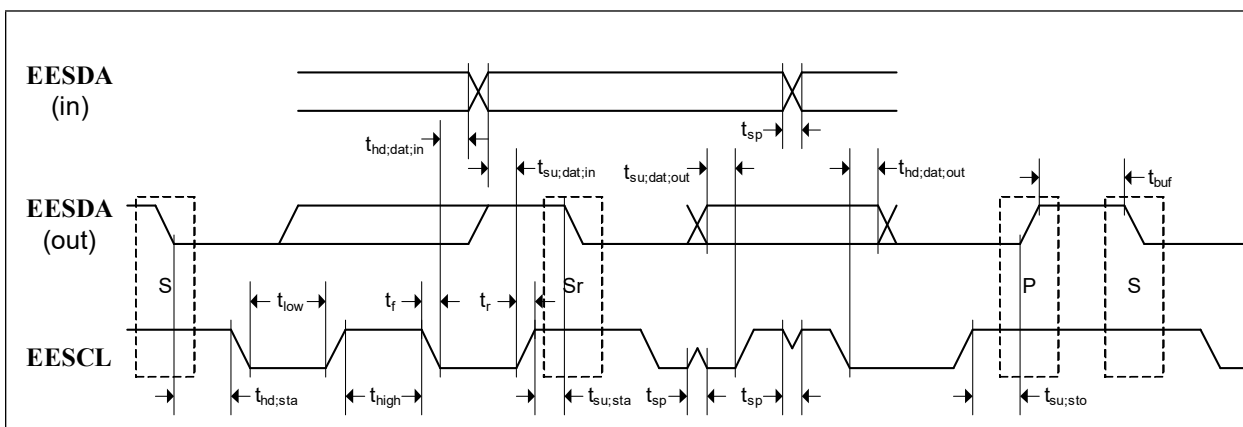 EESDA
(in)
t_hd;dat;in
t_sp
t_su;dat;in
t_su;dat;out
t_hd;dat;out
t_buf
EESDA
(out)
S
t_low
t_f
t_r
Sr
P
S
EESCL
t_hd;sta
t_high
t_su;sta
t_sp
t_sp
t_su;sto